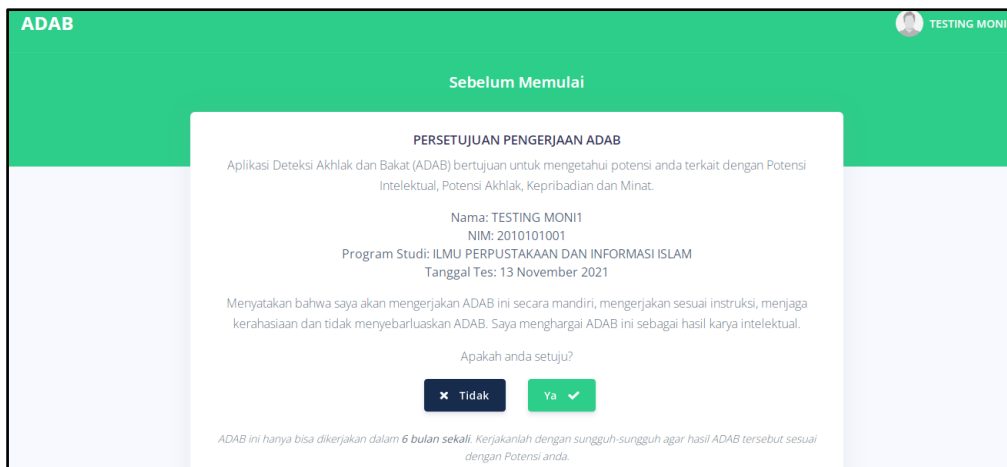 ADAB
TESTING MONI
Sebelum Memulai
PERSETUJUAN PENGERJAAN ADAB
Aplikasi Deteksi Akhlak dan Bakat (ADAB) bertujuan untuk mengetahui potensi anda terkait dengan Potensi
Intelektual, Potensi Akhlak, Kepribadian dan Minat.
Nama: TESTING MONI1
NIM: 2010101001
Program Studi: ILMU PERPUSTAKAAN DAN INFORMASI ISLAM
Tanggal Tes: 13 November 2021
Menyatakan bahwa saya akan mengerjakan ADAB ini secara mandiri, mengerjakan sesuai instruksi, menjaga
kerahasiaan dan tidak menyebarluaskan ADAB. Saya menghargai ADAB ini sebagai hasil karya intelektual.
Apakah anda setuju?
Tidak Ya
ADAB ini hanya bisa dikerjakan dalam 6 bulan sekali. Kerjakanlah dengan sungguh-sungguh agar hasil ADAB tersebut sesuai
dengan Potensi anda.